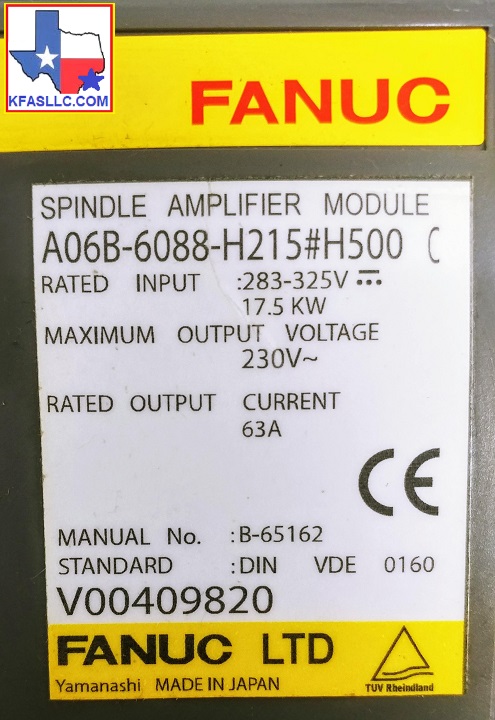 KFASLLC.COM
FANUC
SPINDLE AMPLIFIER MODULE
A06B-6088-H215#H500 C
RATED INPUT :283-325V
17.5 KW
MAXIMUM OUTPUT VOLTAGE
230V~
RATED OUTPUT CURRENT
63A
CE
MANUAL No. :B-65162
STANDARD :DIN VDE 0160
V00409820
FANUC LTD
Yamanashi MADE IN JAPAN
TUV Rheinland